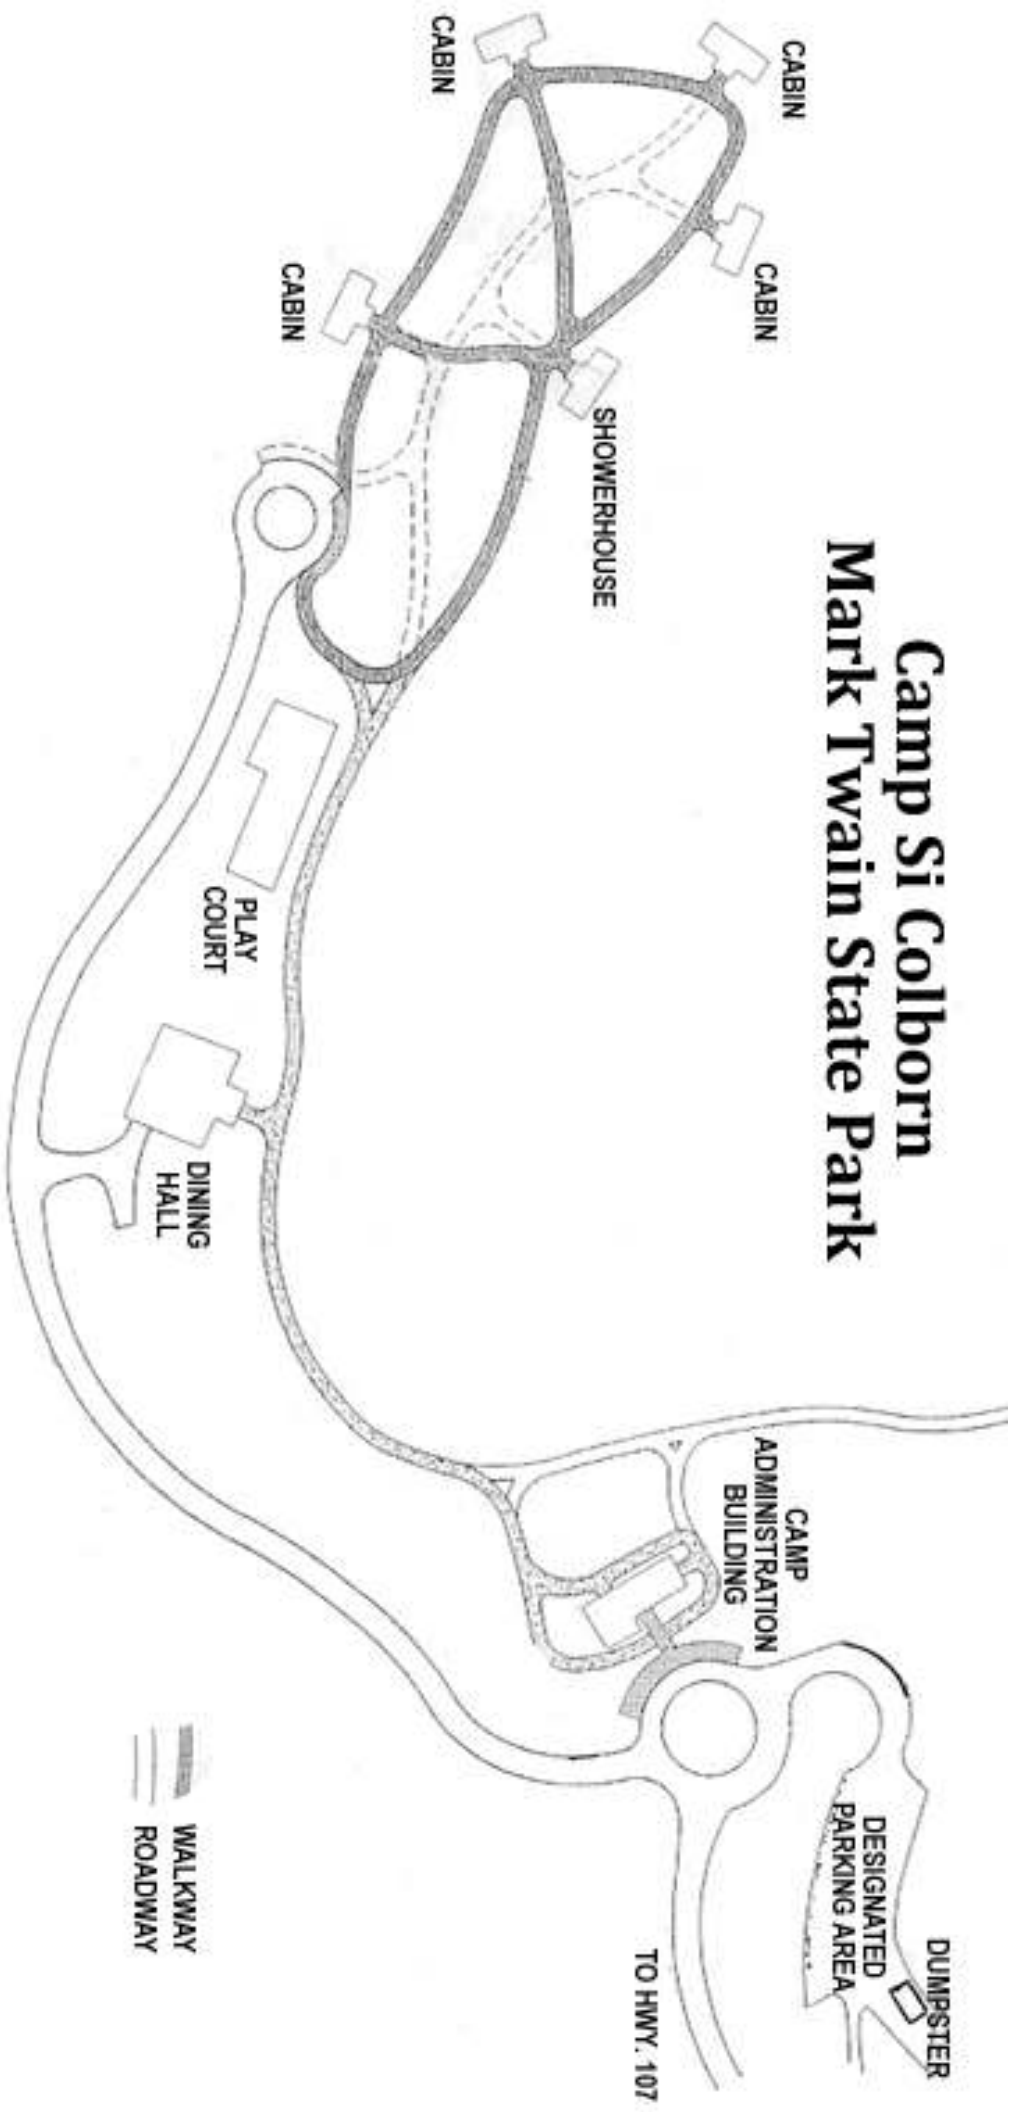 Camp Si Colborn
Mark Twain State Park
CABIN
CABIN
CABIN
CABIN
SHOWERHOUSE
PLAY
COURT
DINING
HALL
CAMP
ADMINISTRATION
BUILDING
DESIGNATED
PARKING AREA
DUMPSTER
TO HWY. 107
WALKWAY
ROADWAY